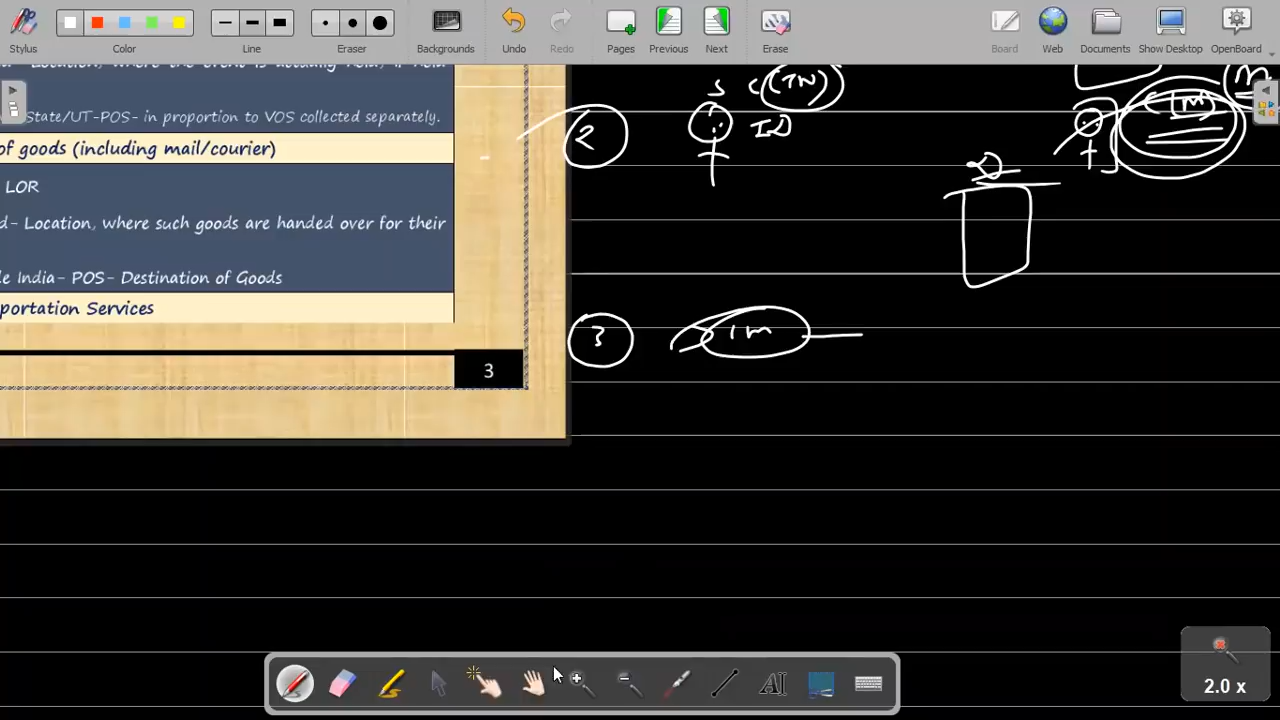 Stylus Color Line Eraser Backgrounds Undo Redo Pages Previous Next Erase Board Web Documents Show Desktop OpenBoard
State/UT-POS- in proportion to VOS collected separately.
of goods (including mail/courier)
LOR
d- Location, where such goods are handed over for their
le India- POS- Destination of Goods
portation Services
3
S C (TN)
2
(1M)
3 1m
2.0 x